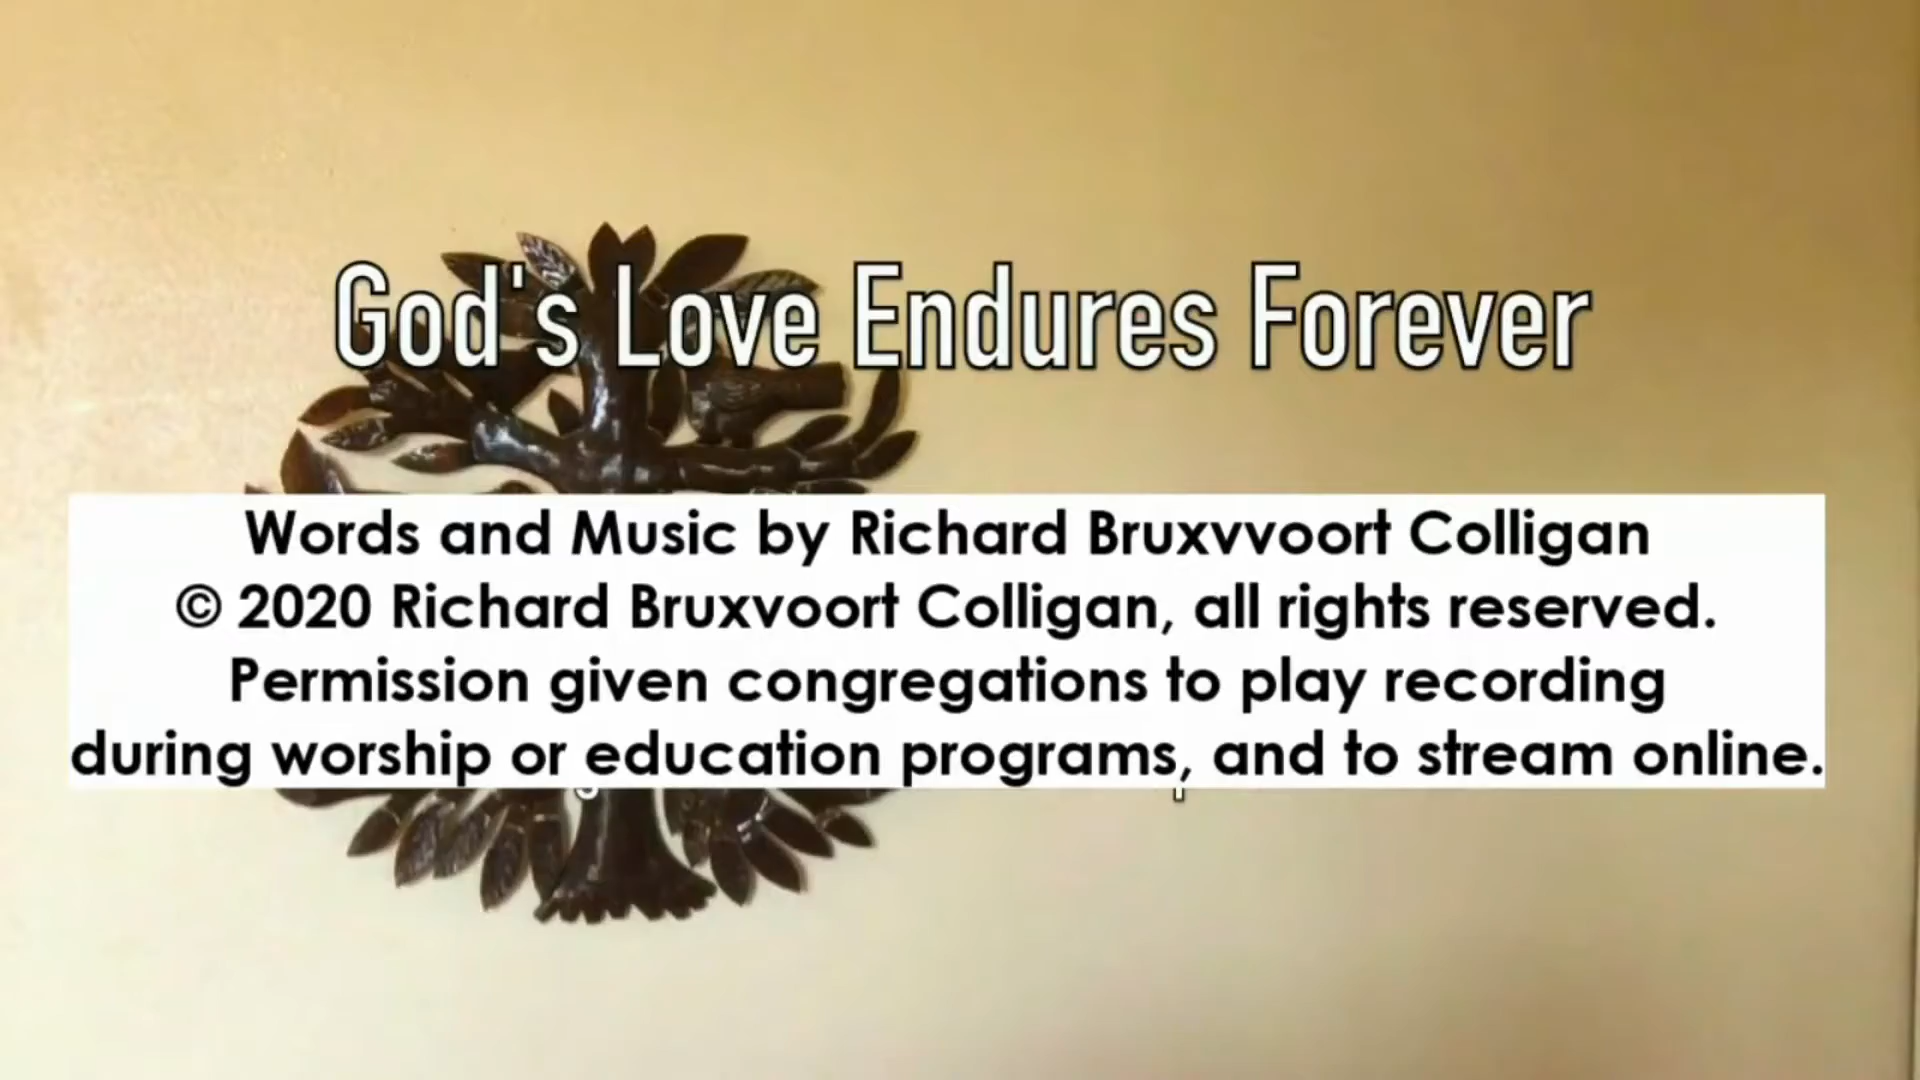 God's Love Endures Forever
Words and Music by Richard Bruxvvoort Colligan
© 2020 Richard Bruxvoort Colligan, all rights reserved.
Permission given congregations to play recording
during worship or education programs, and to stream online.